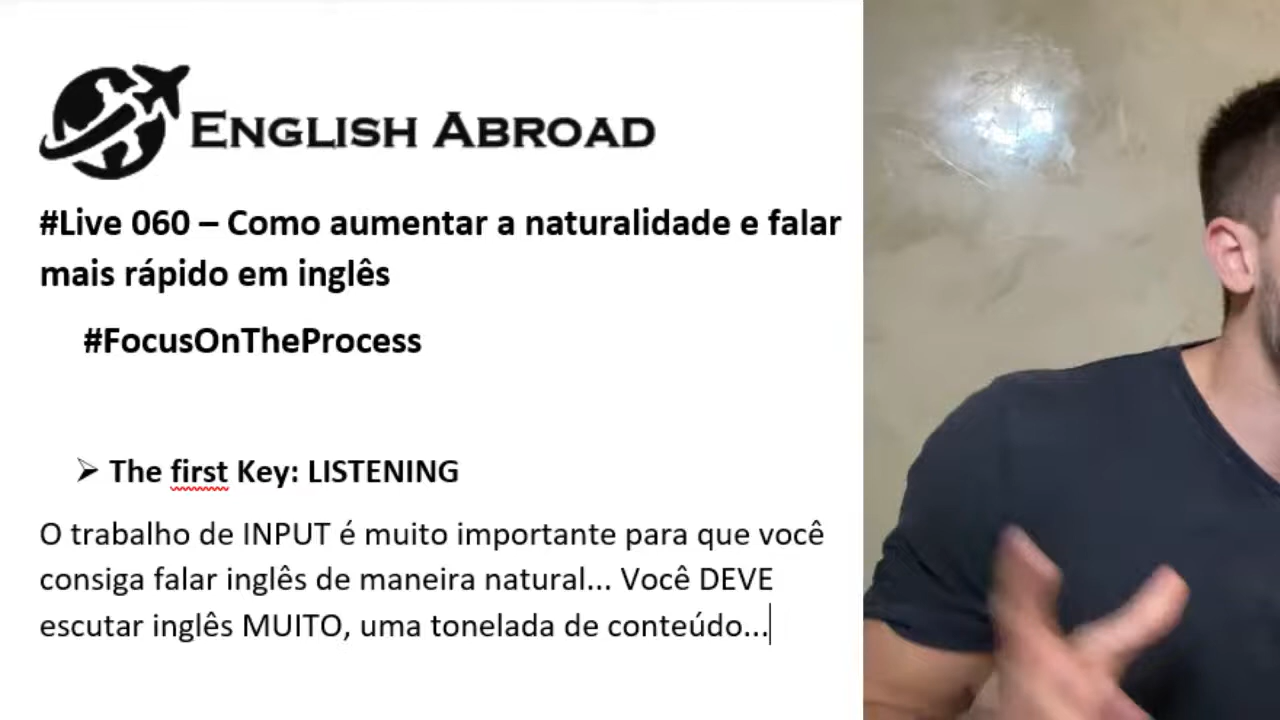 English Abroad
#Live 060 – Como aumentar a naturalidade e falar
mais rápido em inglês
#FocusOnTheProcess
➢ The first Key: LISTENING
O trabalho de INPUT é muito importante para que você
consiga falar inglês de maneira natural... Você DEVE
escutar inglês MUITO, uma tonelada de conteúdo...